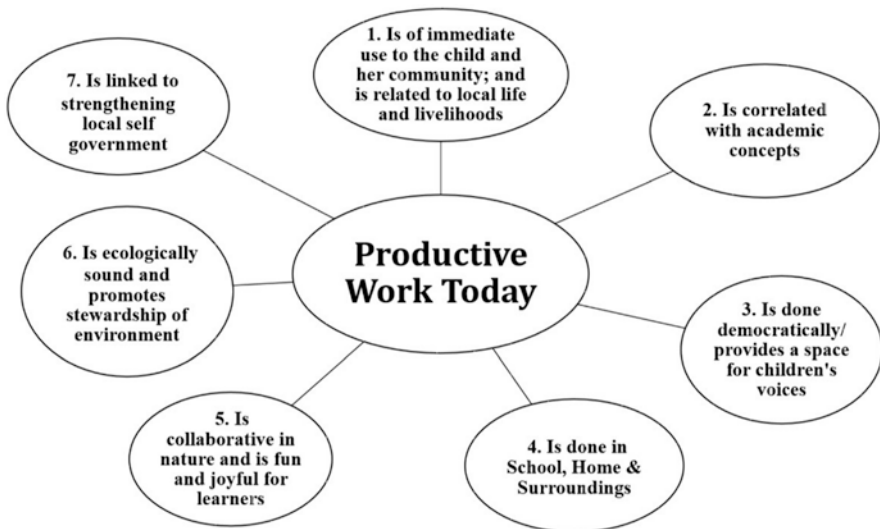 Productive
Work Today
1. Is of immediate
use to the child and
her community; and
is related to local life
and livelihoods
2. Is correlated
with academic
concepts
3. Is done
democratically/
provides a space
for children's
voices
4. Is done in
School, Home &
Surroundings
5. Is
collaborative in
nature and is fun
and joyful for
learners
6. Is ecologically
sound and
promotes
stewardship of
environment
7. Is linked to
strengthening
local self
government